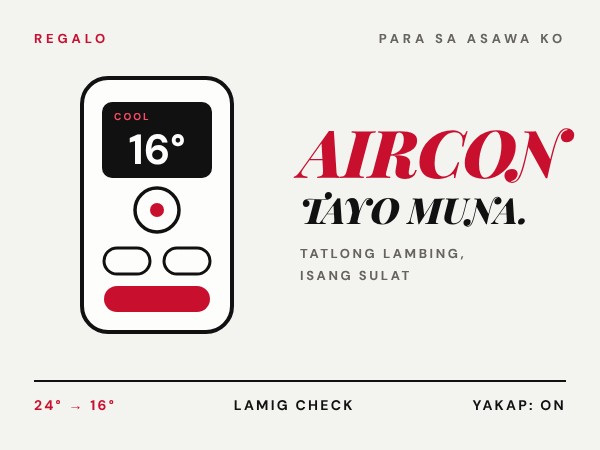 REGALO
PARA SA ASAWA KO
COOL
16°
AIRCON
TAYO MUNA.
TATLONG LAMBING,
ISANG SULAT
24° → 16°
LAMIG CHECK
YAKAP: ON